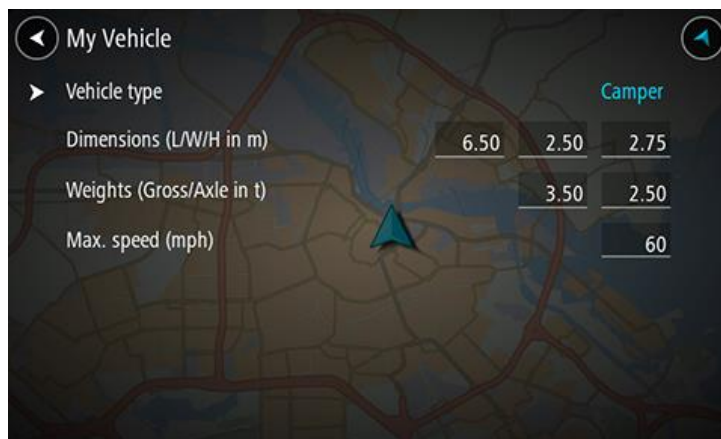 My Vehicle
Vehicle type Camper
Dimensions (L/W/H in m) 6.50 2.50 2.75
Weights (Gross/Axle in t) 3.50 2.50
Max. speed (mph) 60